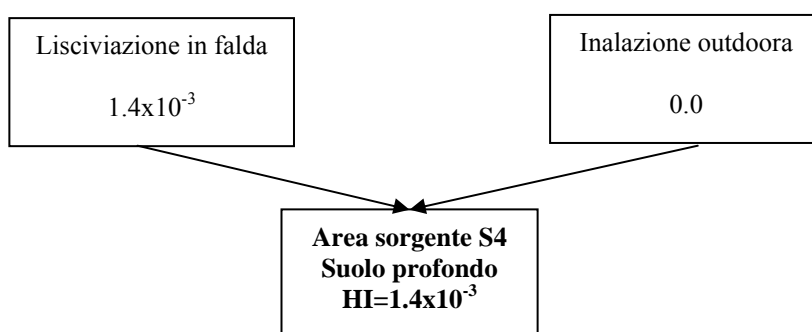 Lisciviazione in falda
1.4x10⁻³
Inalazione outdoora
0.0
Area sorgente S4
Suolo profondo
HI=1.4x10⁻³